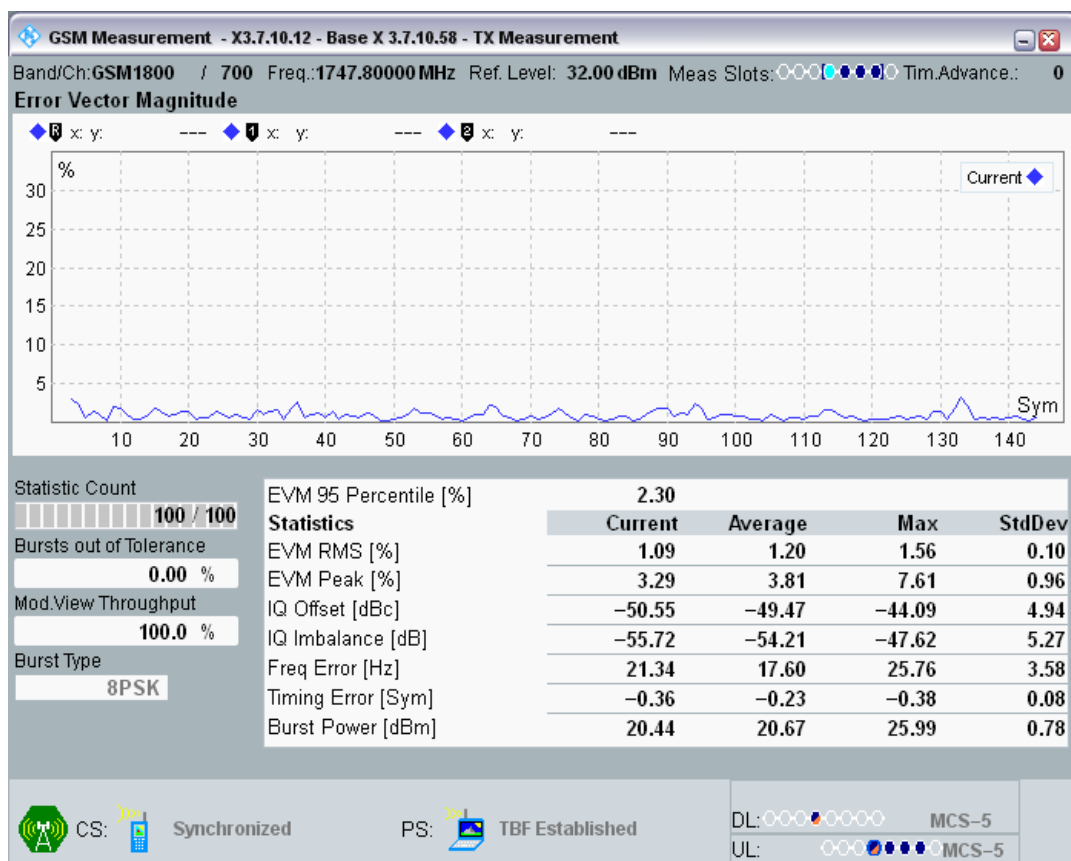 GSM Measurement - X3.7.10.12 - Base X 3.7.10.58 - TX Measurement
Band/Ch:GSM1800 / 700 Freq.:1747.80000 MHz Ref. Level: 32.00 dBm Meas Slots: Tim.Advance.: 0
Error Vector Magnitude
R x: y: --- 1 x: y: --- 2 x: y: ---
%
Current
30
25
20
15
10
5
Sym
10 20 30 40 50 60 70 80 90 100 110 120 130 140
Statistic Count
100 / 100
Bursts out of Tolerance
0.00 %
Mod.View Throughput
100.0 %
Burst Type
8PSK
EVM 95 Percentile [%] 2.30
Statistics Current Average Max StdDev
EVM RMS [%] 1.09 1.20 1.56 0.10
EVM Peak [%] 3.29 3.81 7.61 0.96
IQ Offset [dBc] −50.55 −49.47 −44.09 4.94
IQ Imbalance [dB] −55.72 −54.21 −47.62 5.27
Freq Error [Hz] 21.34 17.60 25.76 3.58
Timing Error [Sym] −0.36 −0.23 −0.38 0.08
Burst Power [dBm] 20.44 20.67 25.99 0.78
CS: Synchronized PS: TBF Established
DL: MCS−5
UL: MCS−5